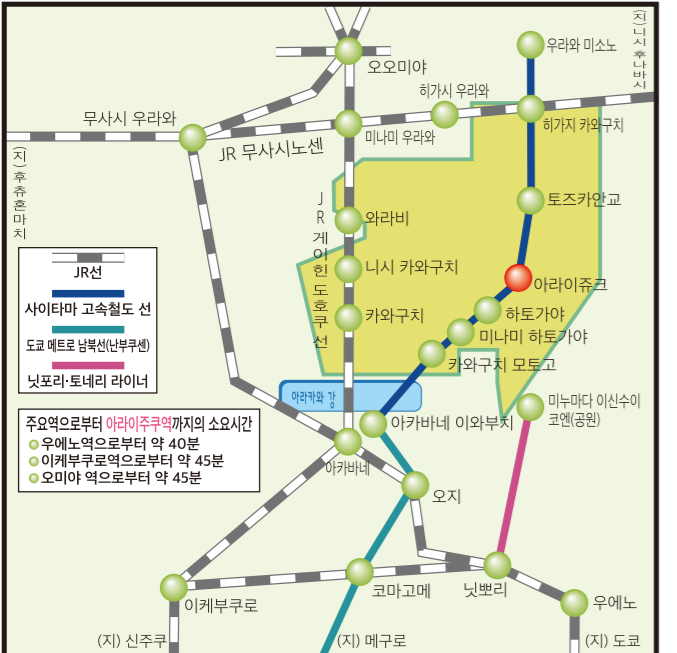 (지)니시 후나바시
우라와 미소노
오오미야
히가시 우라와
무사시 우라와
JR 무사시노센
미나미 우라와
히가지 카와구치
(지)후츄혼마치
JR 게이힌도호쿠선
와라비
토즈카안교
니시 카와구치
아라이쥬크
카와구치
하토가야
미나미 하토가야
카와구치 모토고
JR선
사이타마 고속철도 선
도쿄 메트로 남북선(난부쿠센)
닛포리·토네리 라이너
아라카와 강
미누마다 이신수이
코엔(공원)
아카바네 이와부치
주요역으로부터 아라이주쿠역까지의 소요시간
우에노역으로부터 약 40분
이케부쿠로역으로부터 약 45분
오미야 역으로부터 약 45분
아카바네
오지
코마고메
닛뽀리
이케부쿠로
우에노
(지) 신주쿠
(지) 메구로
(지) 도쿄